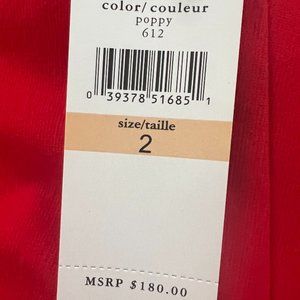 color/couleur
poppy
612
0 39378 51685 1
size/taille
2
MSRP $180.00